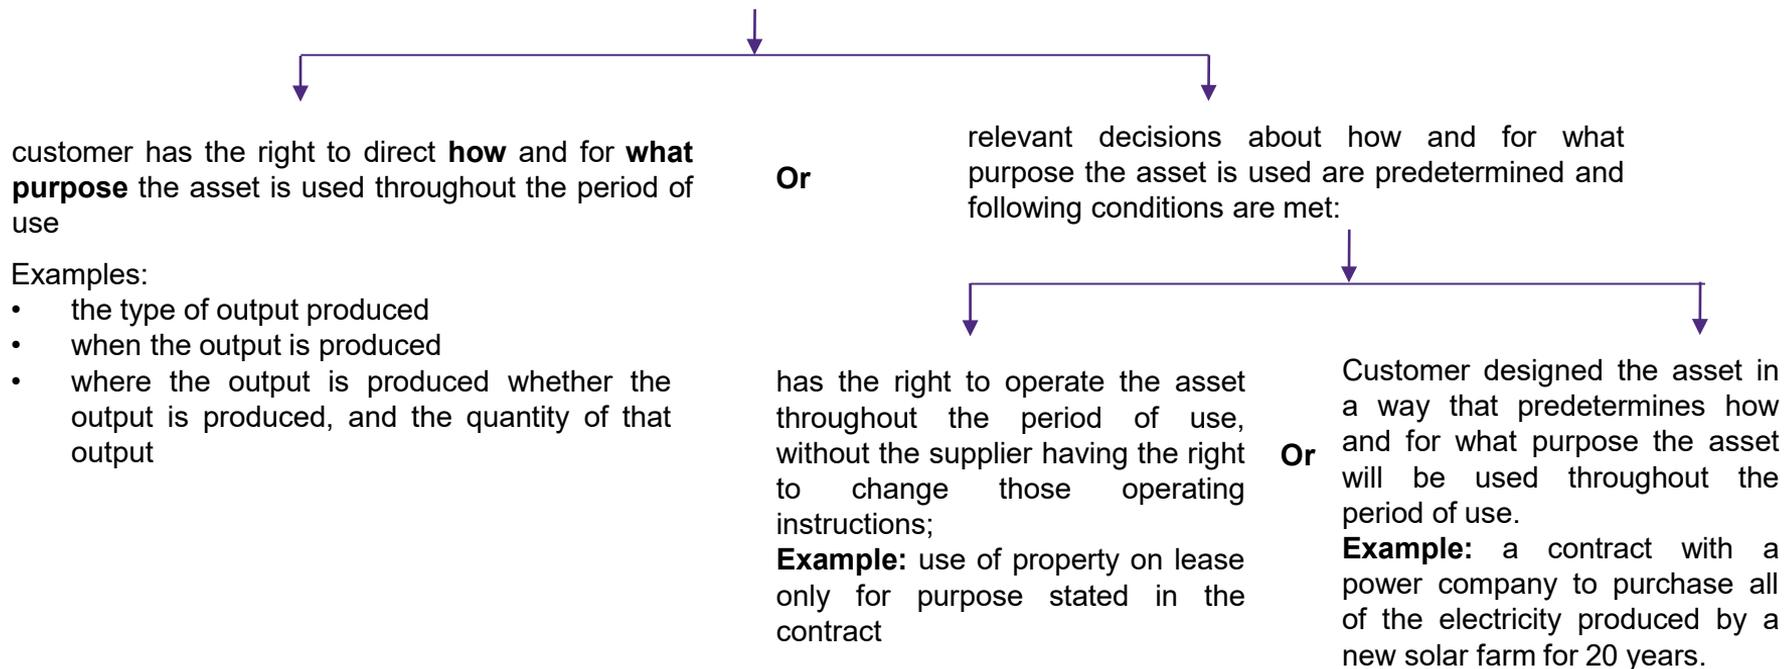 customer has the right to direct how and for what
purpose the asset is used throughout the period of
use
Or
relevant decisions about how and for what
purpose the asset is used are predetermined and
following conditions are met:
Examples:
• the type of output produced
• when the output is produced
• where the output is produced whether the
output is produced, and the quantity of that
output
has the right to operate the asset
throughout the period of use,
without the supplier having the right
to change those operating
instructions;
Example: use of property on lease
only for purpose stated in the
contract
Or
Customer designed the asset in
a way that predetermines how
and for what purpose the asset
will be used throughout the
period of use.
Example: a contract with a
power company to purchase all
of the electricity produced by a
new solar farm for 20 years.